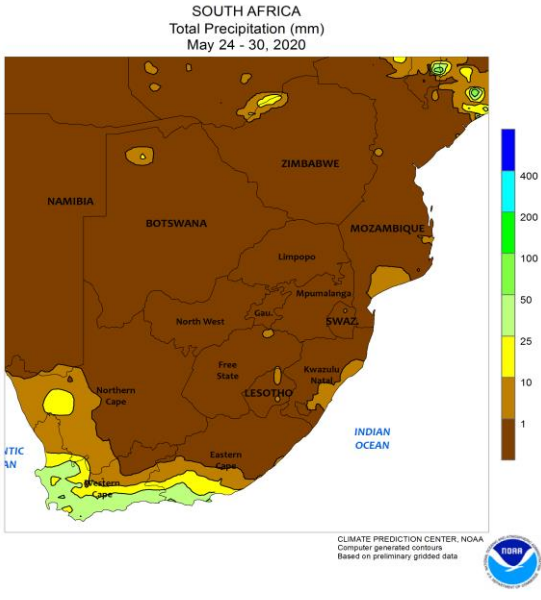 SOUTH AFRICA
Total Precipitation (mm)
May 24 - 30, 2020
ZIMBABWE
NAMIBIA
BOTSWANA
MOZAMBIQUE
Limpopo
Mpumalanga
North West
Gau.
SWAZ.
Free
State
Kwazulu
Natal
LESOTHO
Northern
Cape
Eastern
Cape
Western
Cape
NTIC
AN
INDIAN
OCEAN
400
200
100
50
25
10
1
CLIMATE PREDICTION CENTER, NOAA
Computer generated contours
Based on preliminary gridded data
NOAA